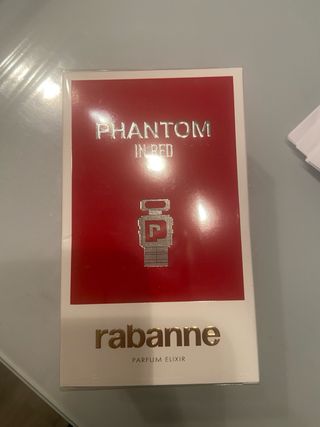 PHANTOM
IN RED
P
rabanne
PARFUM ELIXIR